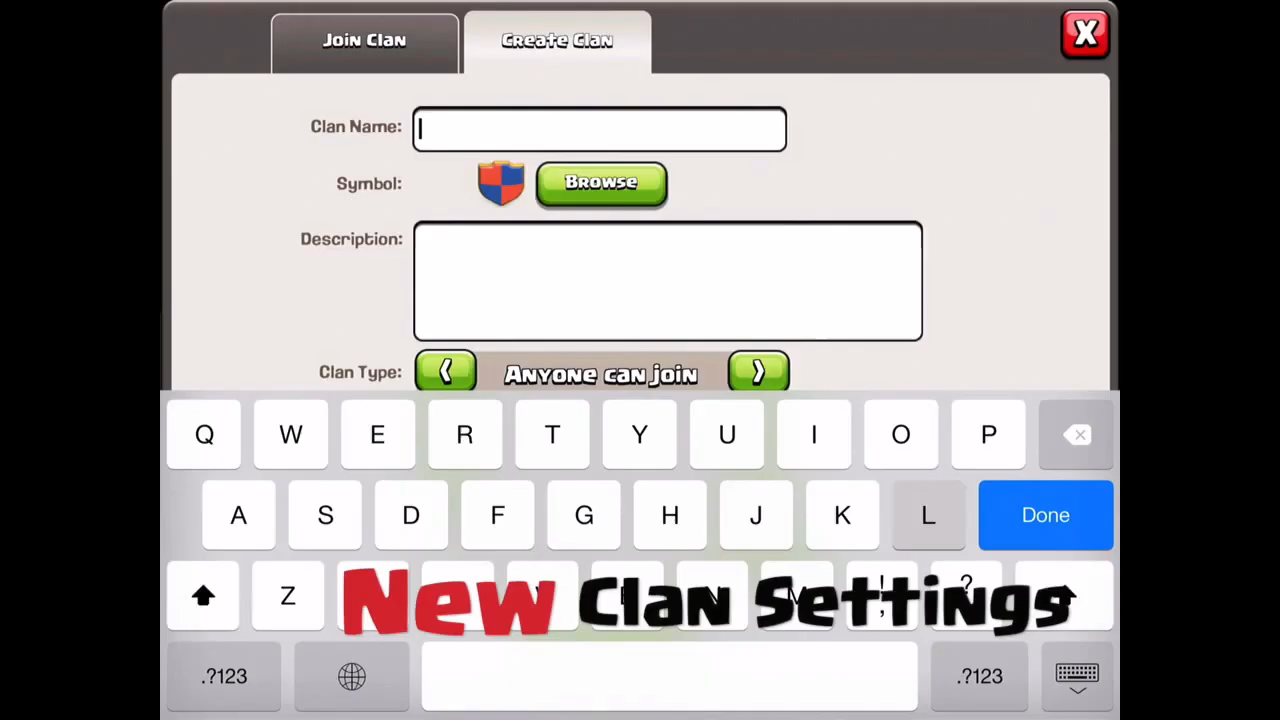 Join Clan
Create Clan
X
Clan Name:
Symbol:
Browse
Description:
Clan Type:
Anyone can join
Q W E R T Y U I O P
A S D F G H J K L Done
Z M ! , ?
New Clan Settings
.?123 .?123